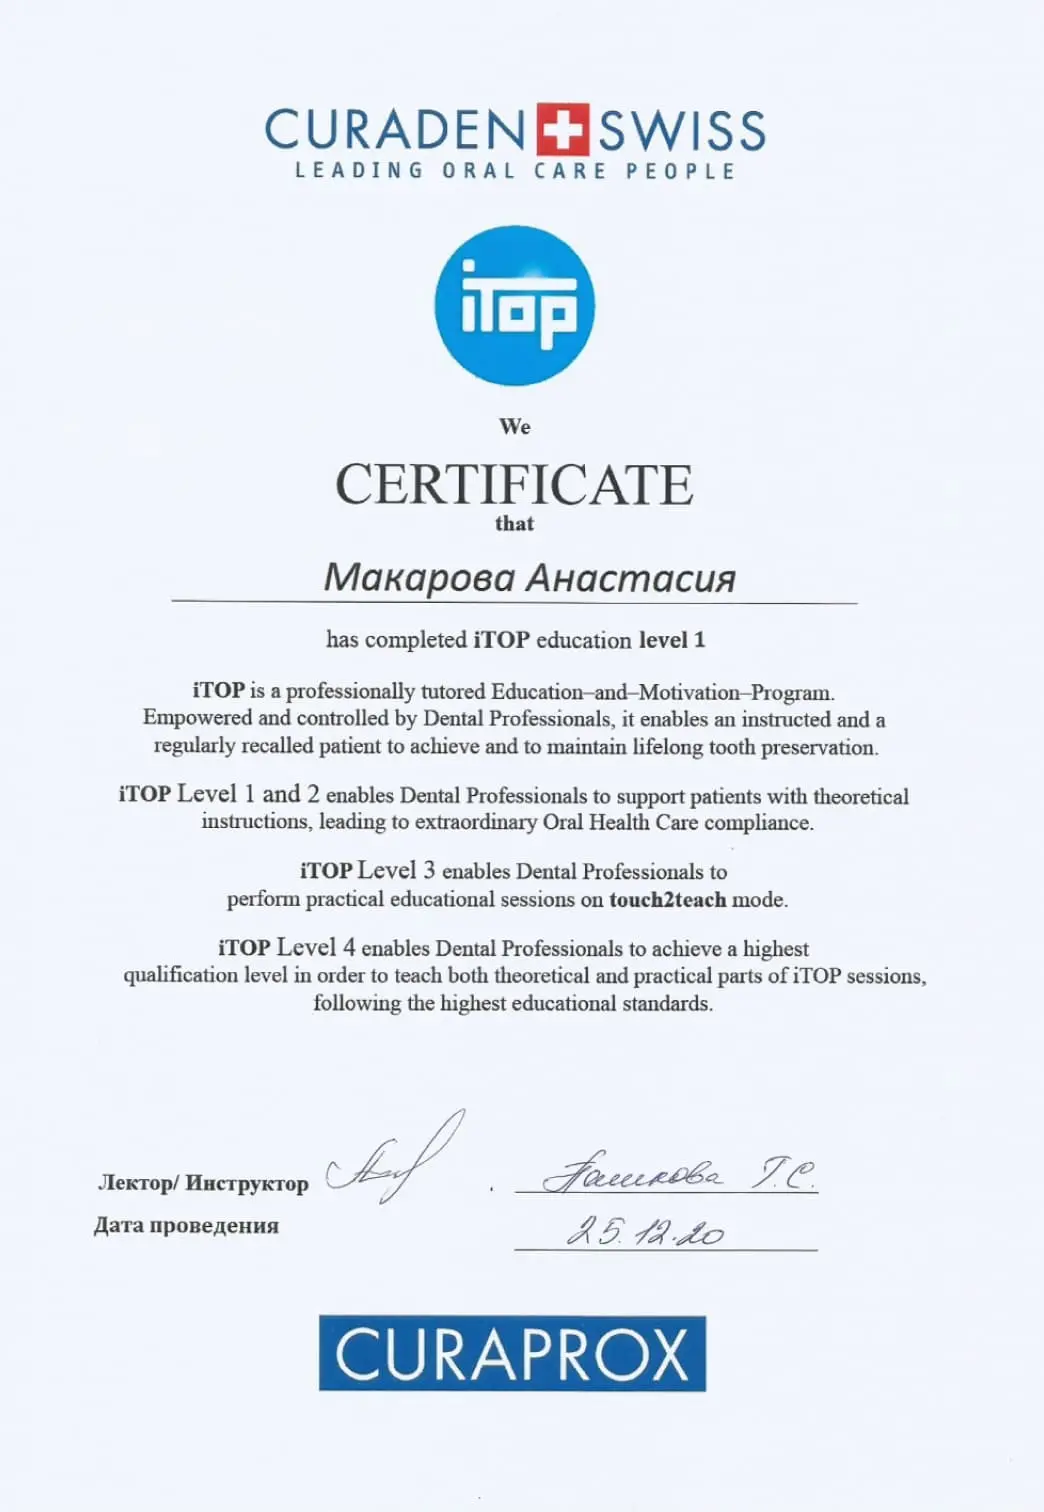 CURADEN SWISS
LEADING ORAL CARE PEOPLE
iTop
We
CERTIFICATE
that
Макарова Анастасия
has completed iTOP education level 1
iTOP is a professionally tutored Education–and–Motivation–Program.
Empowered and controlled by Dental Professionals, it enables an instructed and a
regularly recalled patient to achieve and to maintain lifelong tooth preservation.
iTOP Level 1 and 2 enables Dental Professionals to support patients with theoretical
instructions, leading to extraordinary Oral Health Care compliance.
iTOP Level 3 enables Dental Professionals to
perform practical educational sessions on touch2teach mode.
iTOP Level 4 enables Dental Professionals to achieve a highest
qualification level in order to teach both theoretical and practical parts of iTOP sessions,
following the highest educational standards.
Лектор/ Инструктор Г.С.
Дата проведения 25.12.20
CURAPROX